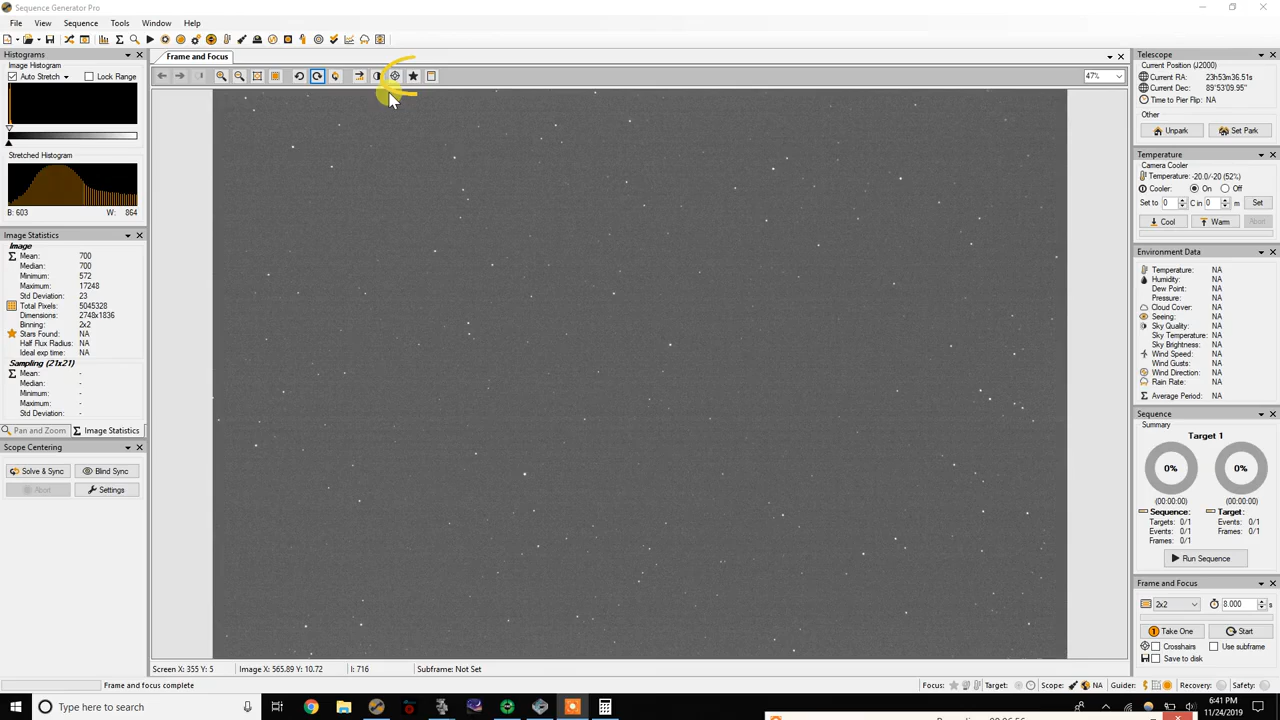 Sequence Generator Pro
File View Sequence Tools Window Help
Histograms
Image Histogram
Auto Stretch Lock Range
Stretched Histogram
B: 603 W: 864
Image Statistics
Image
Mean: 700
Median: 700
Minimum: 572
Maximum: 17248
Std Deviation: 23
Total Pixels: 5045328
Dimensions: 2748x1836
Binning: 2x2
Stars Found: NA
Half Flux Radius: NA
Ideal exp time: NA
Sampling (21x21)
Mean: -
Median: -
Minimum: -
Maximum: -
Std Deviation: -
Pan and Zoom Image Statistics
Scope Centering
Solve & Sync Blind Sync
Abort Settings
Frame and Focus
47%
Screen X: 355 Y: 5 Image X: 565.89 Y: 10.72 I: 716 Subframe: Not Set
Telescope
Current Position (J2000)
Current RA: 23h53m36.51s
Current Dec: 89°53'09.95"
Time to Pier Flip: NA
Other
Unpark Set Park
Temperature
Camera Cooler
Temperature: -20.0/-20 (52%)
Cooler: On Off
Set to 0 C in 0 m Set
Cool Warm Abort
Environment Data
Temperature: NA
Humidity: NA
Dew Point: NA
Pressure: NA
Cloud Cover: NA
Seeing: NA
Sky Quality: NA
Sky Temperature: NA
Sky Brightness: NA
Wind Speed: NA
Wind Gusts: NA
Wind Direction: NA
Rain Rate: NA
Average Period: NA
Sequence
Summary
Target 1
0% 0%
(00:00:00) (00:00:00)
Sequence: Target:
Targets: 0/1 Events: 0/1
Events: 0/1 Frames: 0/1
Frames: 0/1
Run Sequence
Frame and Focus
2x2 8.000 s
Take One Start
Crosshairs Use subframe
Save to disk
Frame and focus complete
Focus: Target: Scope: NA Guider: Recovery: Safety:
Type here to search
6:41 PM
11/24/2019